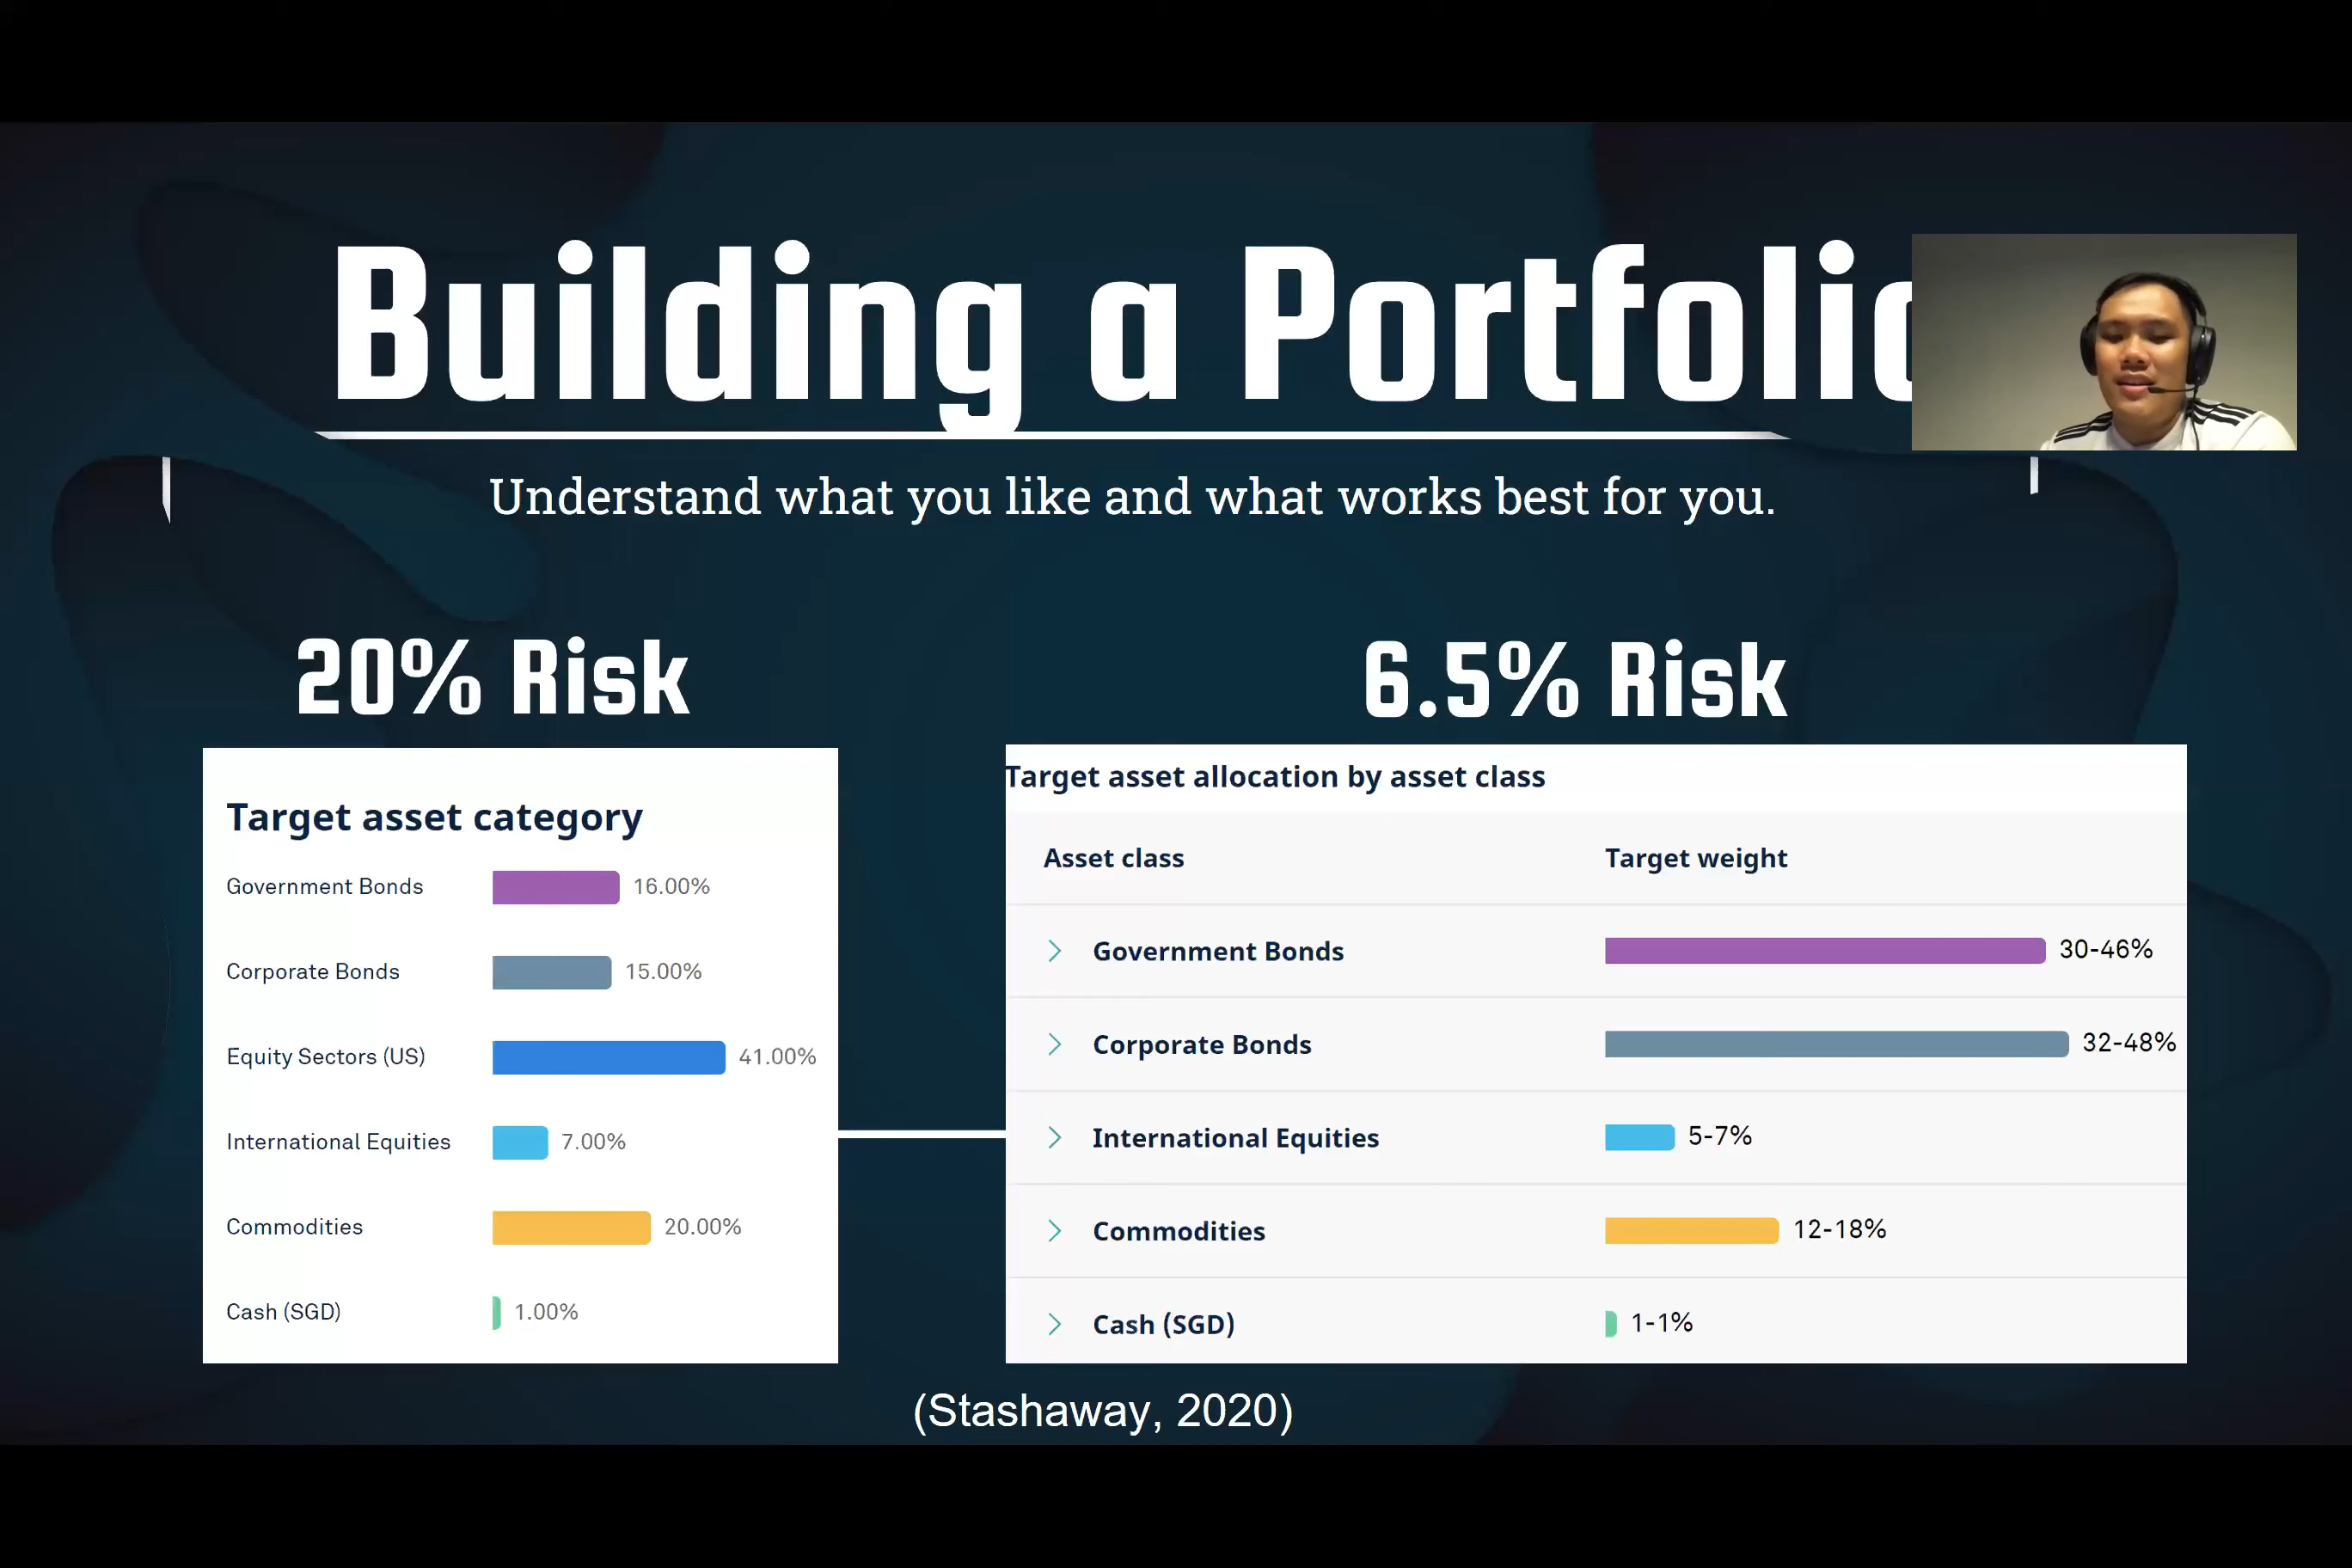 Building a Portfolio
Understand what you like and what works best for you.
20% Risk
Target asset category
Government Bonds 16.00%
Corporate Bonds 15.00%
Equity Sectors (US) 41.00%
International Equities 7.00%
Commodities 20.00%
Cash (SGD) 1.00%
6.5% Risk
Target asset allocation by asset class
Asset class Target weight
Government Bonds 30-46%
Corporate Bonds 32-48%
International Equities 5-7%
Commodities 12-18%
Cash (SGD) 1-1%
(Stashaway, 2020)